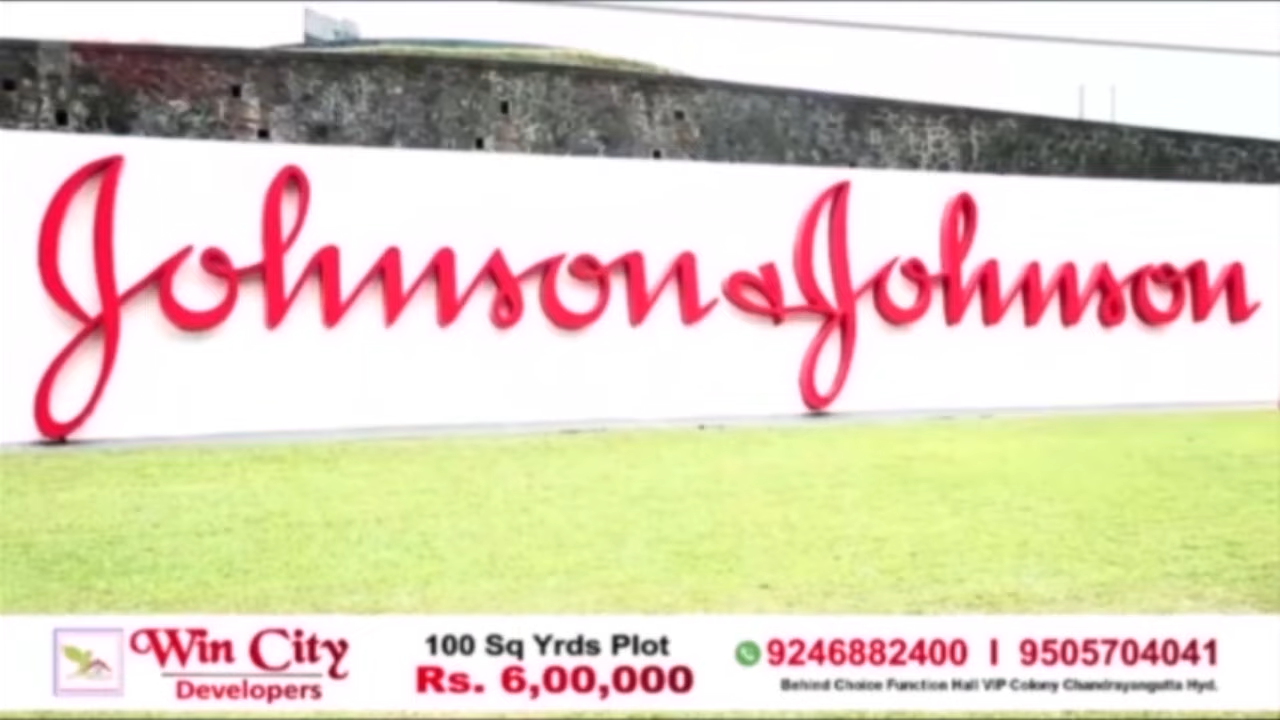 Johnson & Johnson
Win City
Developers
100 Sq Yrds Plot
Rs. 6,00,000
9246882400 | 9505704041
Behind Choice Function Hall VIP Colony Chandrayangutta Hyd.